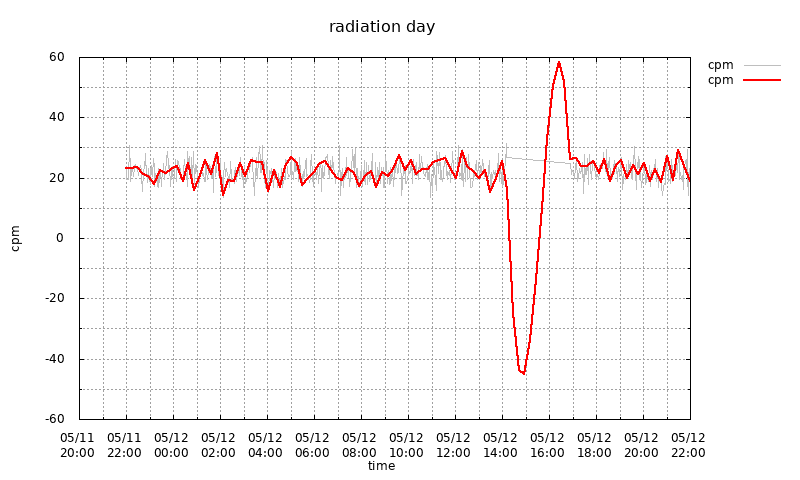 radiation day
cpm
cpm
60
40
20
0
-20
-40
-60
cpm
05/11 05/11 05/12 05/12 05/12 05/12 05/12 05/12 05/12 05/12 05/12 05/12 05/12 05/12
20:00 22:00 00:00 02:00 04:00 06:00 08:00 10:00 12:00 14:00 16:00 18:00 20:00 22:00
time